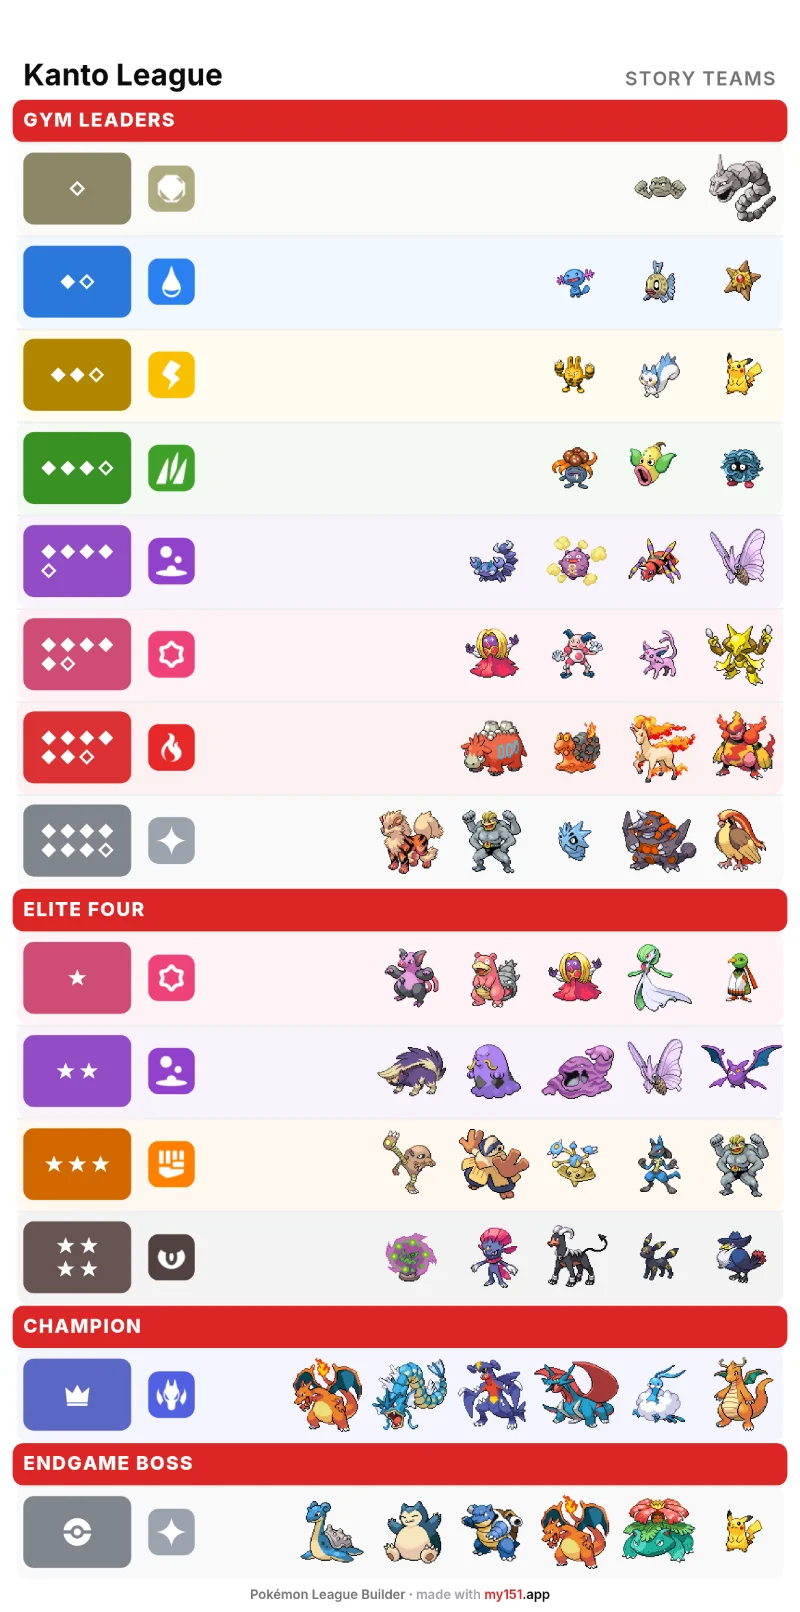 Kanto League
STORY TEAMS
GYM LEADERS
ELITE FOUR
CHAMPION
ENDGAME BOSS
Pokémon League Builder · made with my151.app